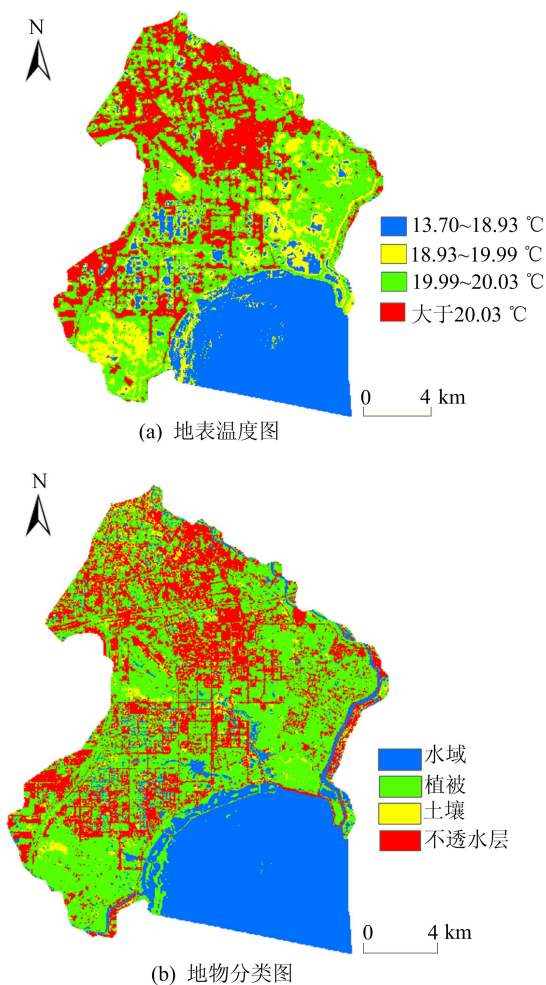 N
13.70~18.93 ℃
18.93~19.99 ℃
19.99~20.03 ℃
大于20.03 ℃
0 4 km
(a) 地表温度图
N
水域
植被
土壤
不透水层
0 4 km
(b) 地物分类图